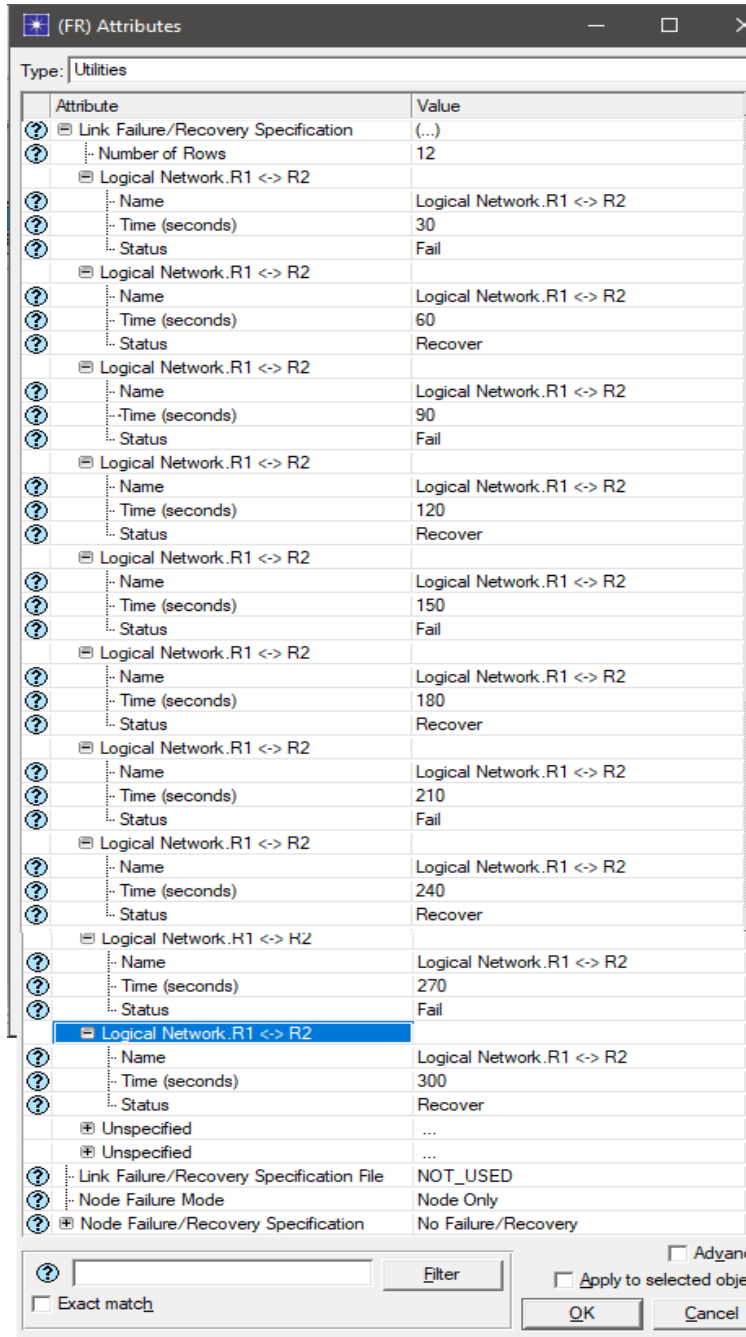 (FR) Attributes
Type: Utilities
Attribute Value
Link Failure/Recovery Specification (...)
Number of Rows 12
Logical Network.R1 <-> R2
Name Logical Network.R1 <-> R2
Time (seconds) 30
Status Fail
Logical Network.R1 <-> R2
Name Logical Network.R1 <-> R2
Time (seconds) 60
Status Recover
Logical Network.R1 <-> R2
Name Logical Network.R1 <-> R2
Time (seconds) 90
Status Fail
Logical Network.R1 <-> R2
Name Logical Network.R1 <-> R2
Time (seconds) 120
Status Recover
Logical Network.R1 <-> R2
Name Logical Network.R1 <-> R2
Time (seconds) 150
Status Fail
Logical Network.R1 <-> R2
Name Logical Network.R1 <-> R2
Time (seconds) 180
Status Recover
Logical Network.R1 <-> R2
Name Logical Network.R1 <-> R2
Time (seconds) 210
Status Fail
Logical Network.R1 <-> R2
Name Logical Network.R1 <-> R2
Time (seconds) 240
Status Recover
Logical Network.R1 <-> R2
Name Logical Network.R1 <-> R2
Time (seconds) 270
Status Fail
Logical Network.R1 <-> R2
Name Logical Network.R1 <-> R2
Time (seconds) 300
Status Recover
Unspecified ...
Unspecified ...
Link Failure/Recovery Specification File NOT_USED
Node Failure Mode Node Only
Node Failure/Recovery Specification No Failure/Recovery
Advanc
Filter Apply to selected obje
Exact match
OK Cancel